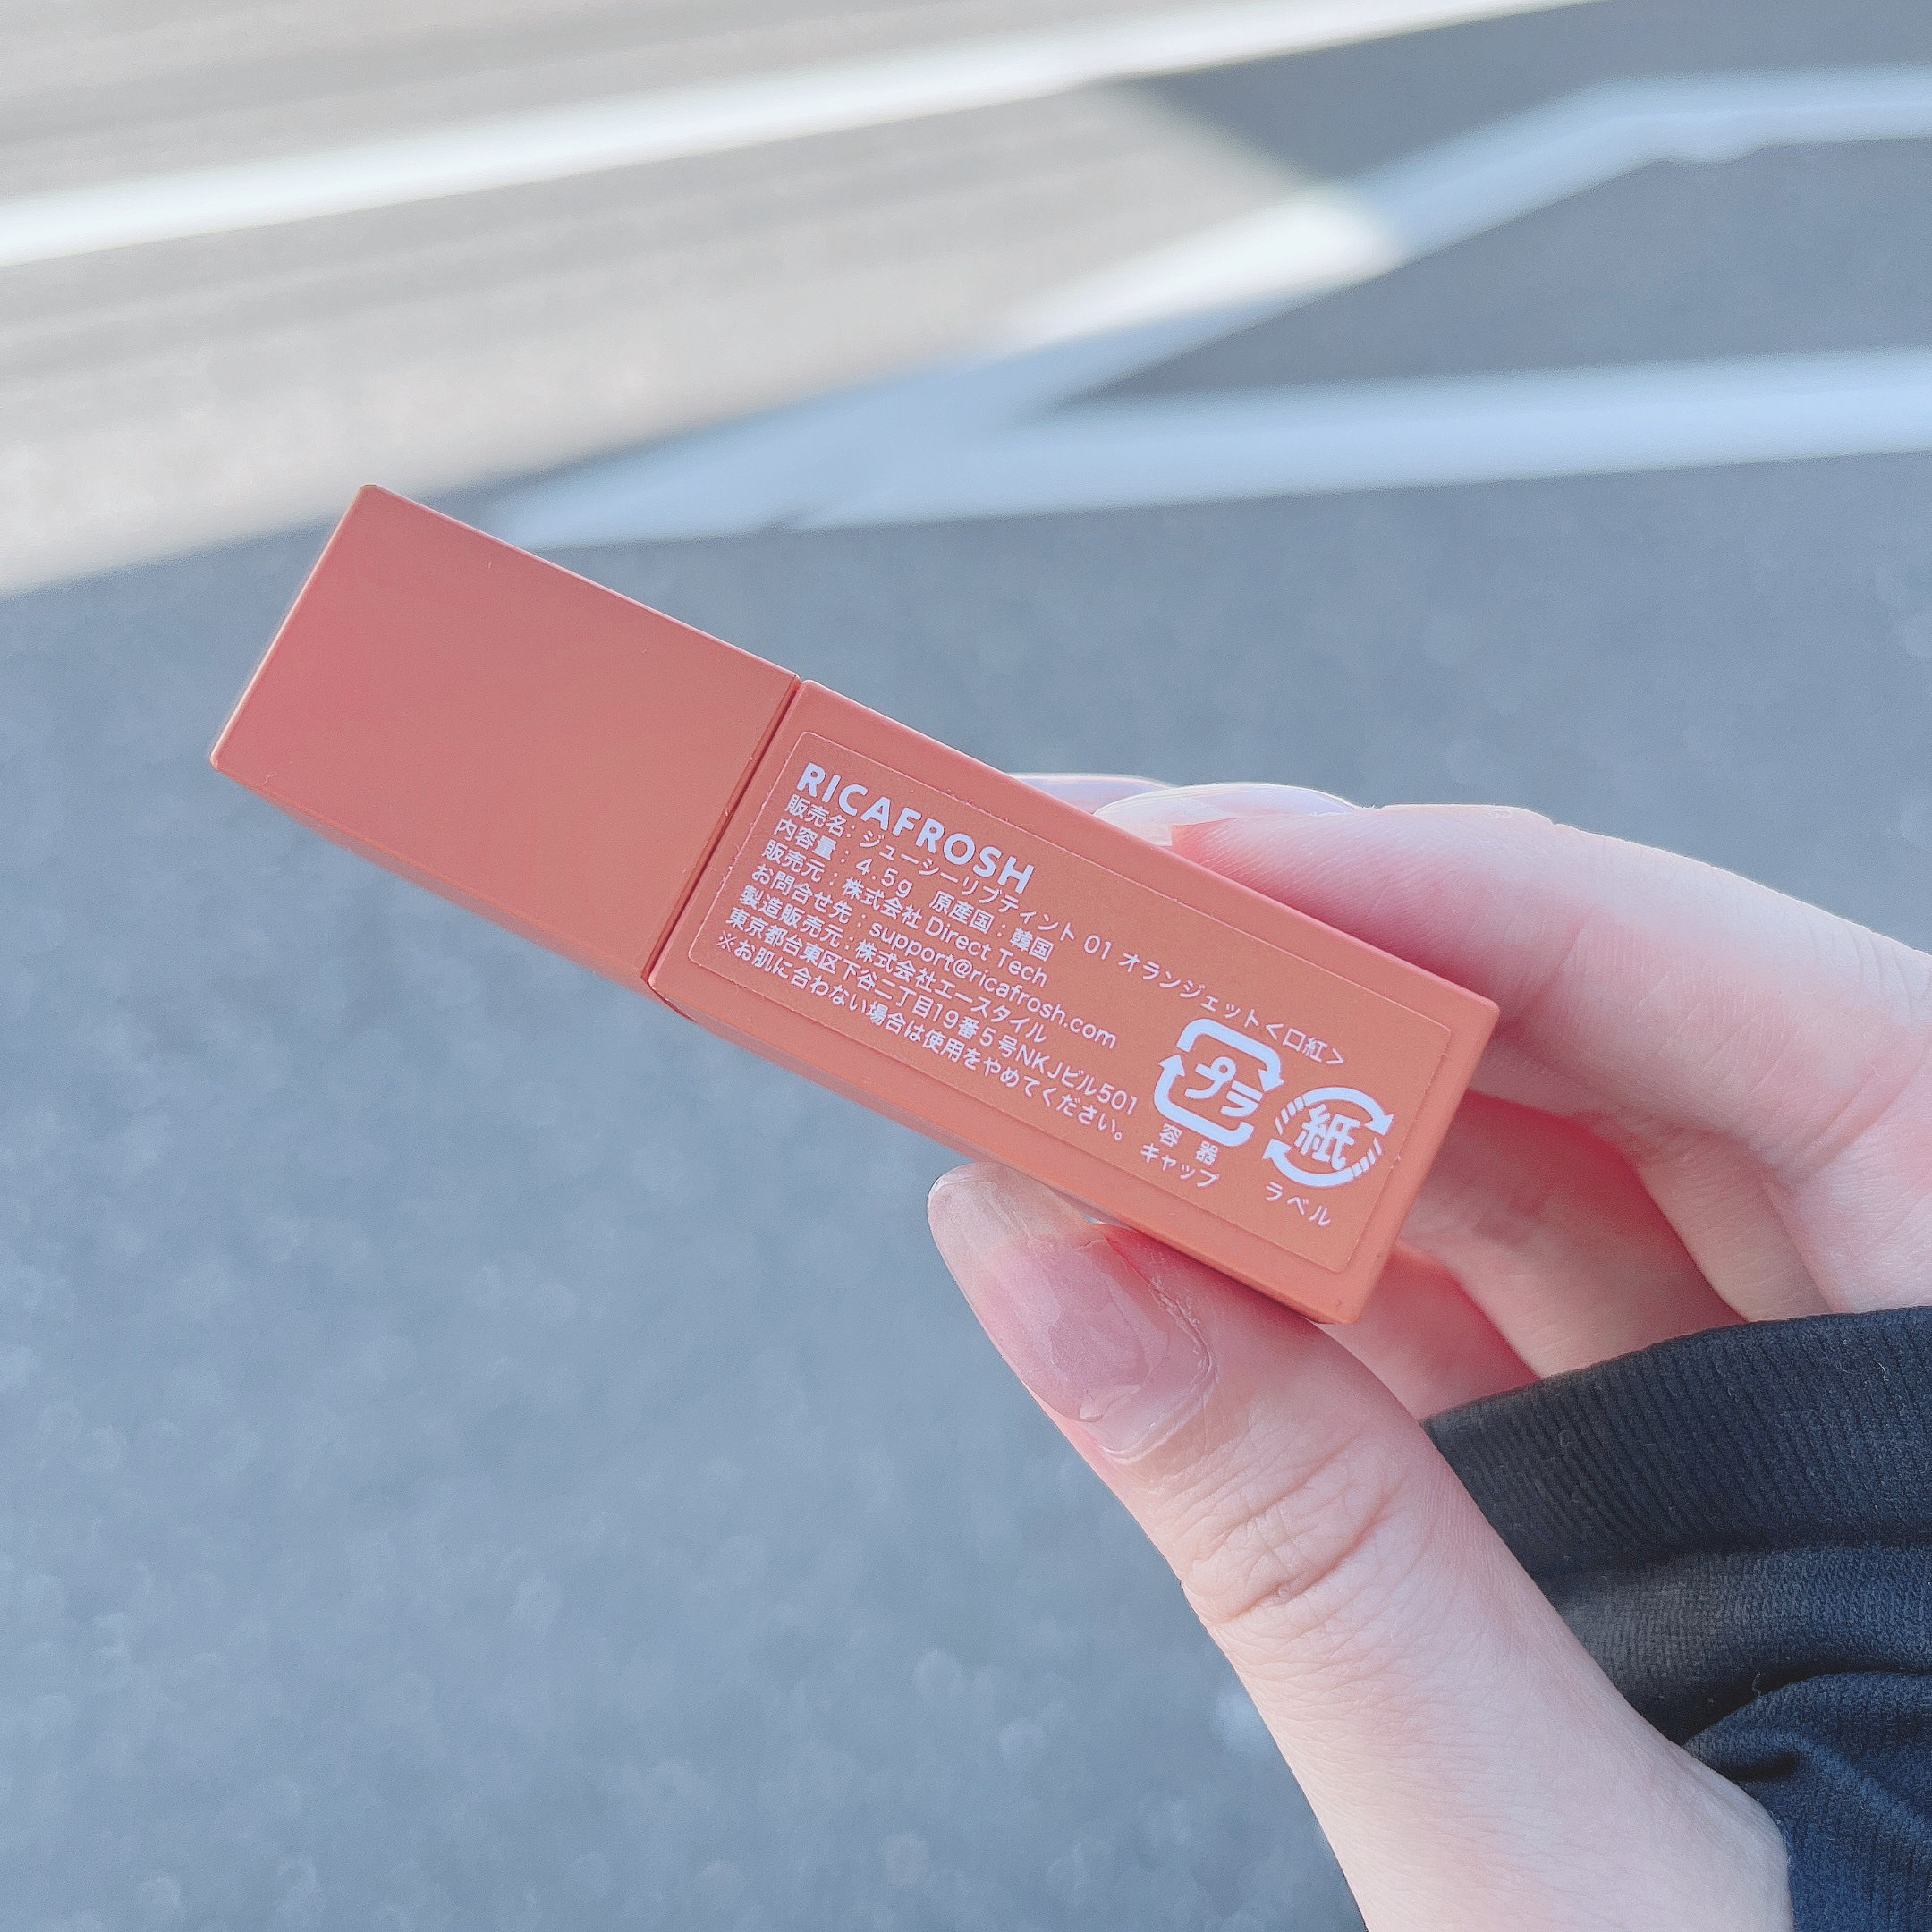 RICAFROSH
販売名：ジューシーリブティント 01 オランジェット＜口紅＞
内容量：4.5g 原産国：韓国
販売元：株式会社 Direct Tech
お問合せ先：support@ricafrosh.com
製造販売元：株式会社エースタイル
東京都台東区下谷二丁目19番5号NKJビル501
※お肌に合わない場合は使用をやめてください。
プラ
容器
キャップ
紙
ラベル